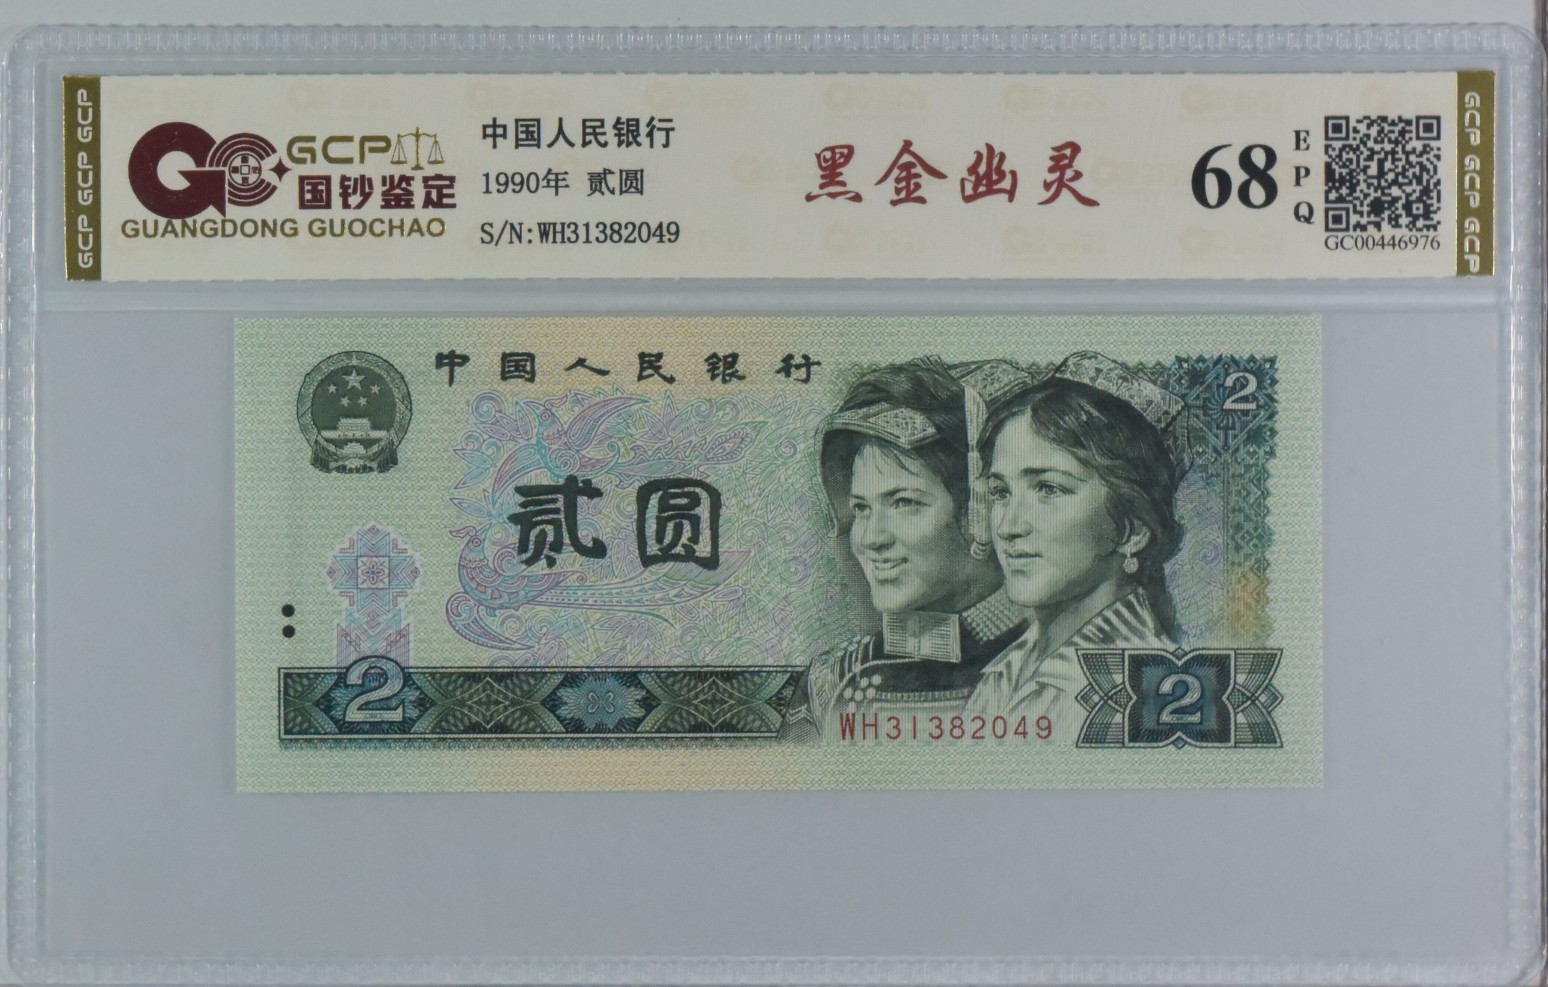 GCP GCP GCP
GCP
国钞鉴定
GUANGDONG GUOCHAO
中国人民银行
1990年 贰圆
S/N:WH31382049
黑金幽灵
68
EPQ
GC00446976
GCP GCP GCP
中国人民银行
2
贰圆
2
WH31382049
2